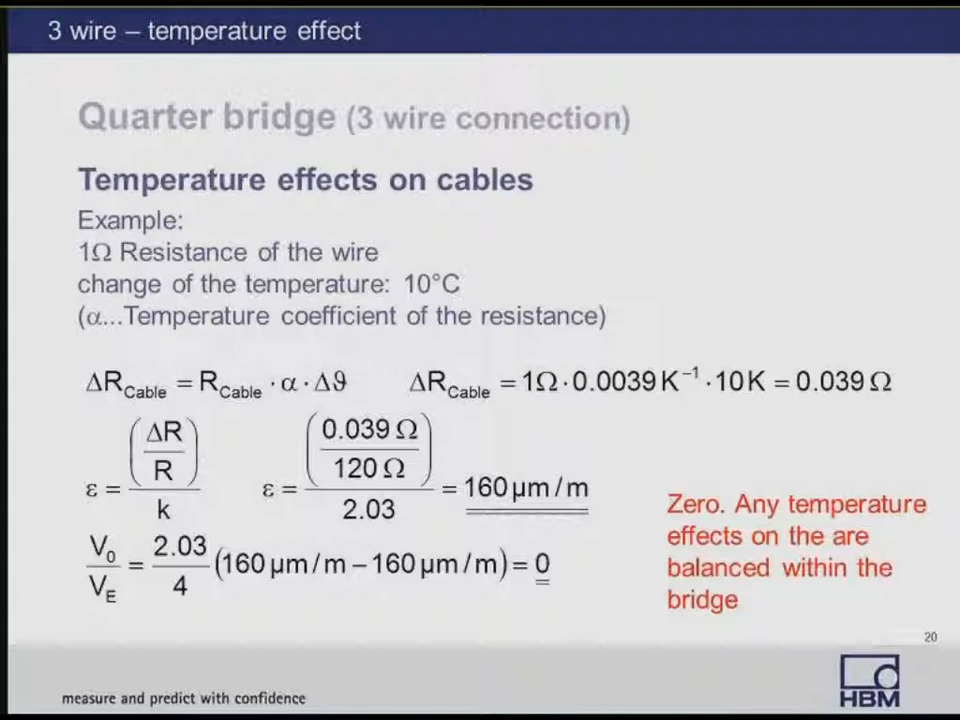 3 wire – temperature effect
Quarter bridge (3 wire connection)
Temperature effects on cables
Example:
1Ω Resistance of the wire
change of the temperature: 10°C
(α...Temperature coefficient of the resistance)
ΔR_Cable = R_Cable · α · Δϑ    ΔR_Cable = 1Ω · 0.0039 K⁻¹ · 10 K = 0.039 Ω
ε = (ΔR / R) / k    ε = (0.039 Ω / 120 Ω) / 2.03 = 160 µm / m
V₀ / V_E = 2.03 / 4 (160 µm / m – 160 µm / m) = 0
Zero. Any temperature
effects on the are
balanced within the
bridge
20
measure and predict with confidence
HBM